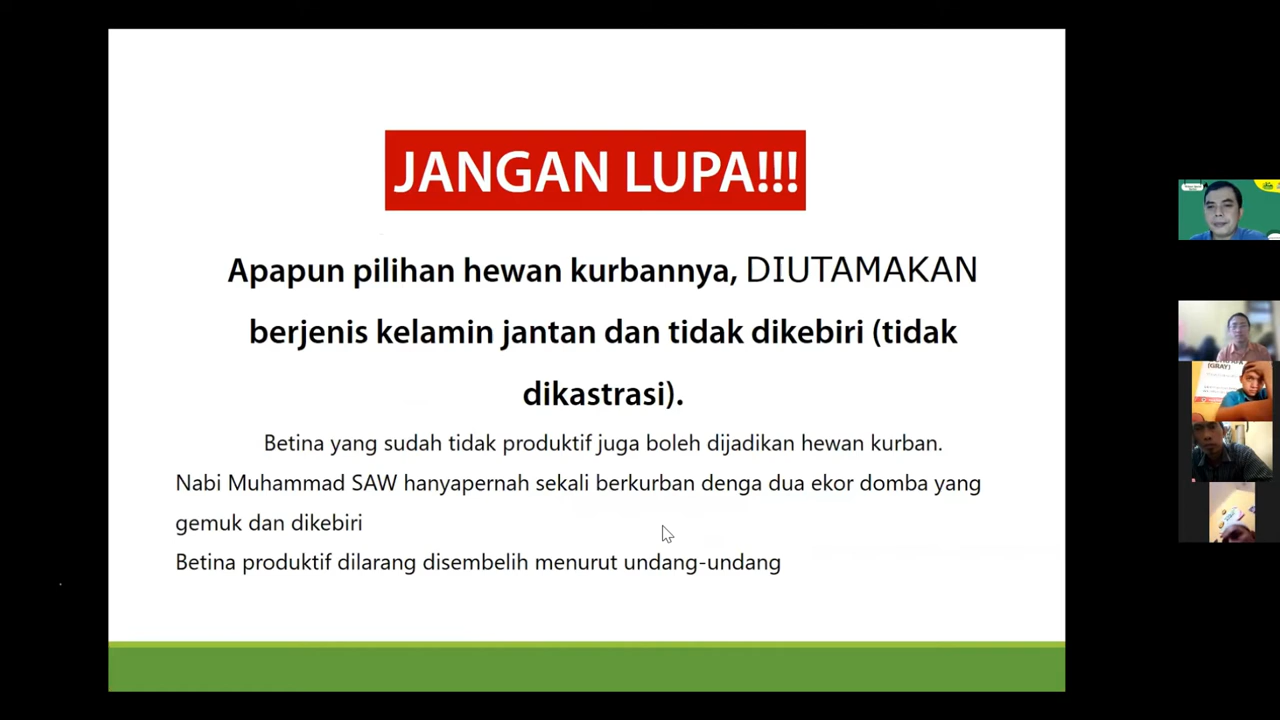 JANGAN LUPA!!!
Apapun pilihan hewan kurbannya, DIUTAMAKAN
berjenis kelamin jantan dan tidak dikebiri (tidak
dikastrasi).
Betina yang sudah tidak produktif juga boleh dijadikan hewan kurban.
Nabi Muhammad SAW hanyapernah sekali berkurban denga dua ekor domba yang
gemuk dan dikebiri
Betina produktif dilarang disembelih menurut undang-undang
(GRAY)